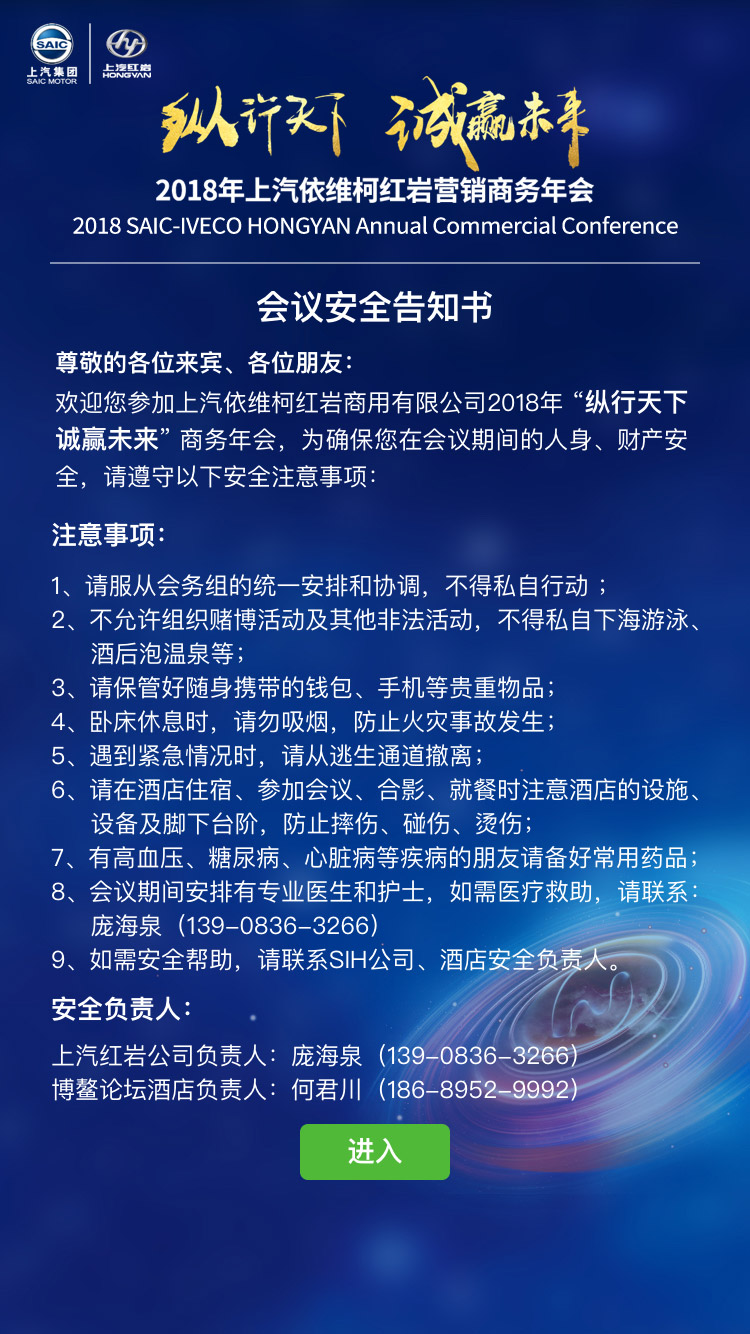 SAIC
上汽集团
SAIC MOTOR
上汽红岩
HONGYAN
纵行天下 诚赢未来
2018年上汽依维柯红岩营销商务年会
2018 SAIC-IVECO HONGYAN Annual Commercial Conference
会议安全告知书
尊敬的各位来宾、各位朋友：
欢迎您参加上汽依维柯红岩商用有限公司2018年“纵行天下
诚赢未来”商务年会，为确保您在会议期间的人身、财产安
全，请遵守以下安全注意事项：
注意事项：
1、请服从会务组的统一安排和协调，不得私自行动；
2、不允许组织赌博活动及其他非法活动，不得私自下海游泳、
酒后泡温泉等；
3、请保管好随身携带的钱包、手机等贵重物品；
4、卧床休息时，请勿吸烟，防止火灾事故发生；
5、遇到紧急情况时，请从逃生通道撤离；
6、请在酒店住宿、参加会议、合影、就餐时注意酒店的设施、
设备及脚下台阶，防止摔伤、碰伤、烫伤；
7、有高血压、糖尿病、心脏病等疾病的朋友请备好常用药品；
8、会议期间安排有专业医生和护士，如需医疗救助，请联系：
庞海泉（139-0836-3266）
9、如需安全帮助，请联系SIH公司、酒店安全负责人。
安全负责人：
上汽红岩公司负责人：庞海泉（139-0836-3266）
博鳌论坛酒店负责人：何君川（186-8952-9992）
进入